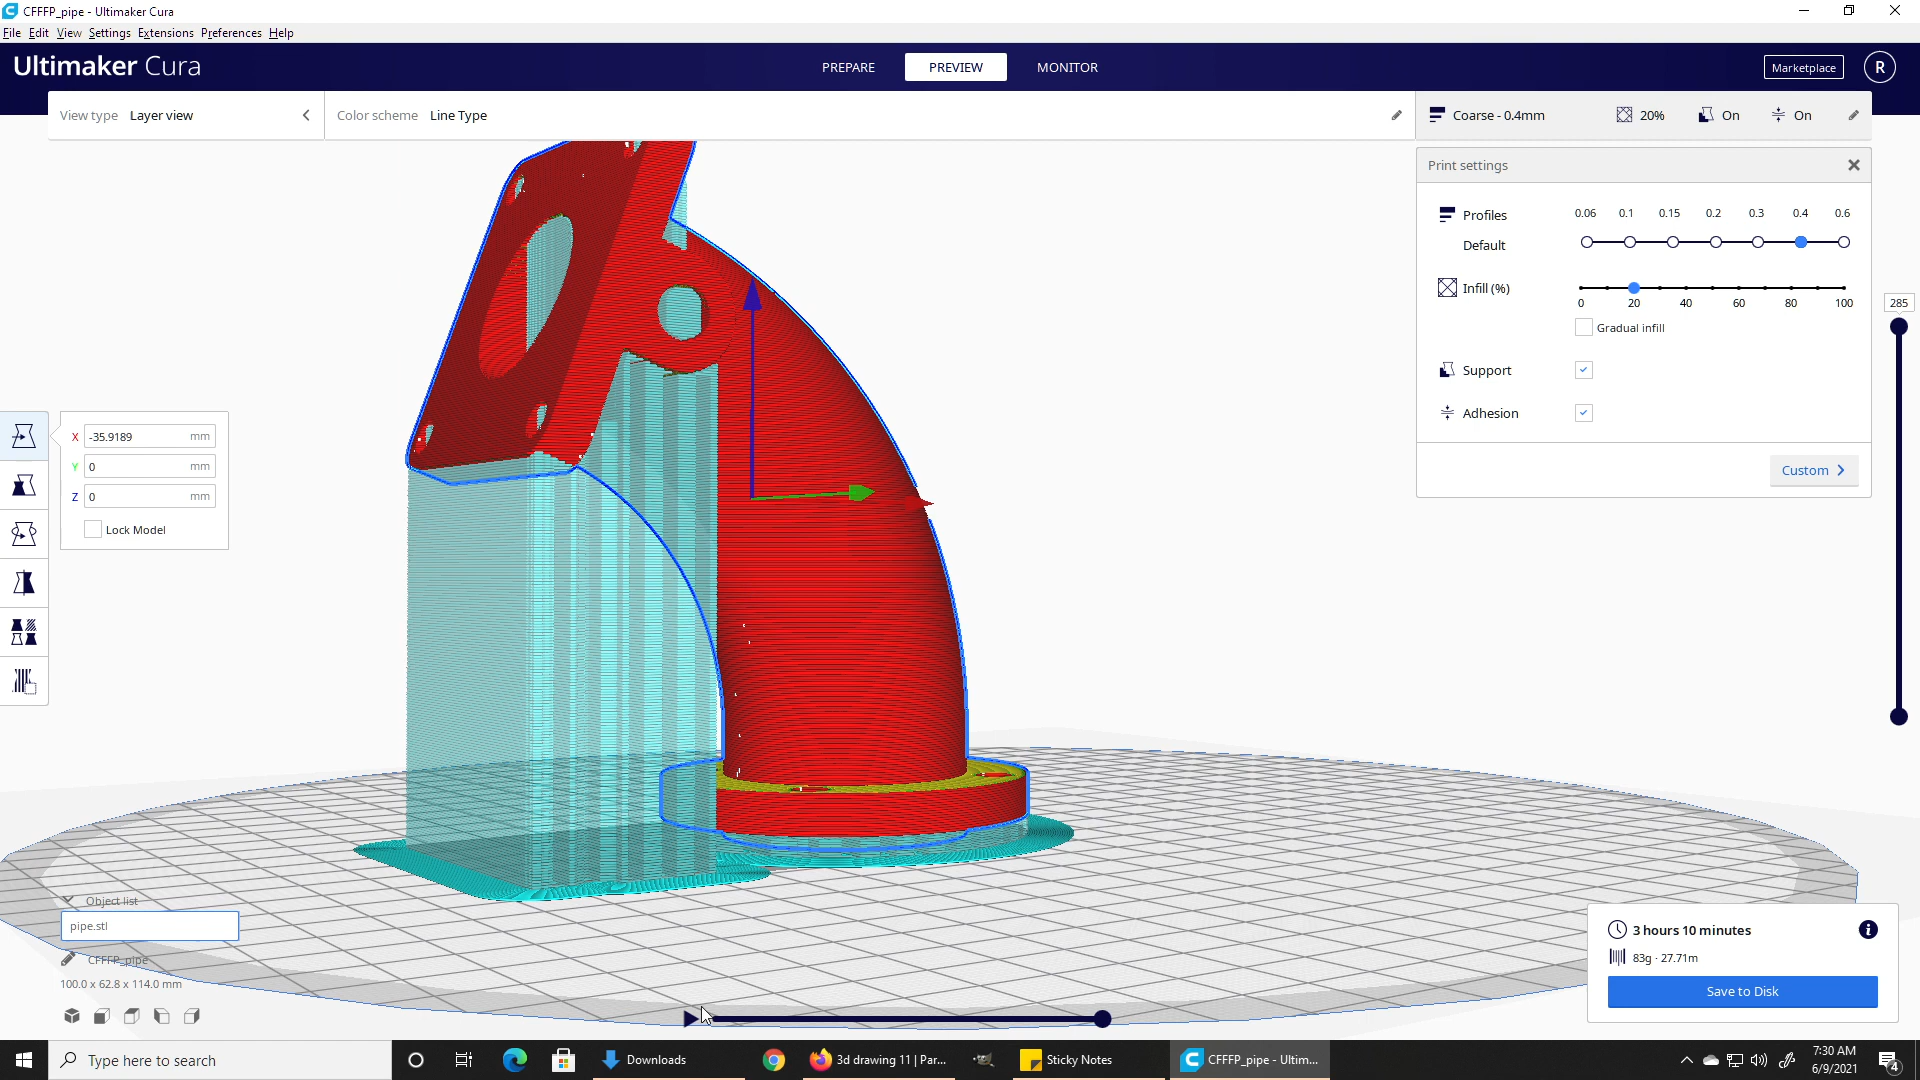 CFFFP_pipe - Ultimaker Cura
File Edit View Settings Extensions Preferences Help
Ultimaker Cura
PREPARE PREVIEW MONITOR
Marketplace R
View type Layer view
Color scheme Line Type
Coarse - 0.4mm 20% On On
Print settings
Profiles 0.06 0.1 0.15 0.2 0.3 0.4 0.6
Default
Infill (%)
0 20 40 60 80 100
Gradual infill
Support
Adhesion
Custom
285
X -35.9189 mm
Y 0 mm
Z 0 mm
Lock Model
Object list
pipe.stl
CFFFP_pipe
100.0 x 62.8 x 114.0 mm
3 hours 10 minutes
83g · 27.71m
Save to Disk
Type here to search
Downloads
3d drawing 11 | Par...
Sticky Notes
CFFFP_pipe - Ultim...
7:30 AM
6/9/2021
4